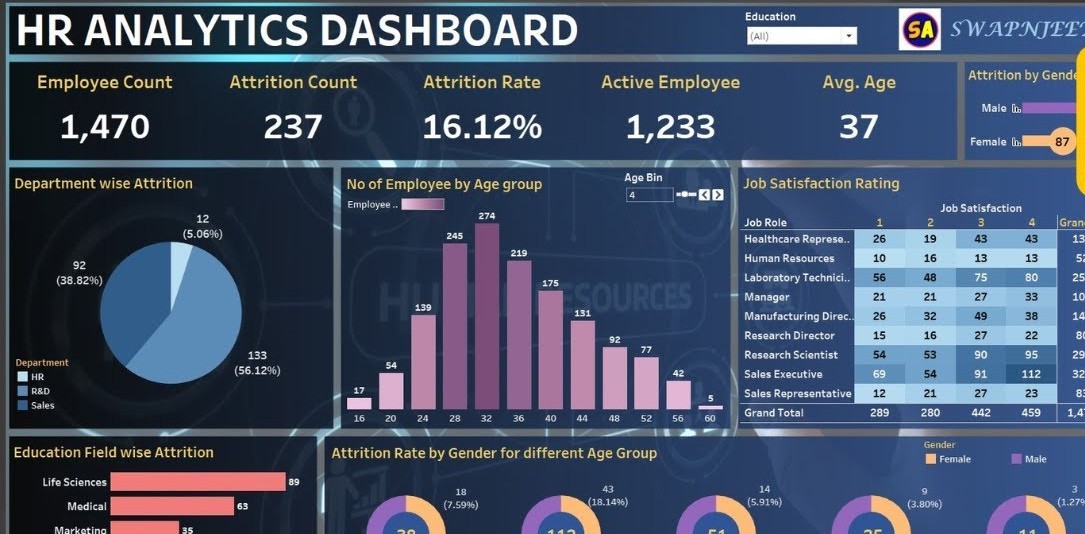 HR ANALYTICS DASHBOARD
Education
(All)
SA
Employee Count
Attrition Count
Attrition Rate
Active Employee
Avg. Age
1,470
237
16.12%
1,233
37
Attrition by Gende
Male
Female
87
Department wise Attrition
12
(5.06%)
92
(38.82%)
133
(56.12%)
Department
HR
R&D
Sales
No of Employee by Age group
Age Bin
4
Employee ..
17
54
139
245
274
219
175
131
92
77
42
5
16 20 24 28 32 36 40 44 48 52 56 60
HUMAN RESOURCES
Job Satisfaction Rating
Job Satisfaction
Job Role 1 2 3 4 Gran
Healthcare Represe.. 26 19 43 43 13
Human Resources 10 16 13 13 52
Laboratory Technici.. 56 48 75 80 25
Manager 21 21 27 33 10
Manufacturing Direc.. 26 32 49 38 14
Research Director 15 16 27 22 80
Research Scientist 54 53 90 95 29
Sales Executive 69 54 91 112 32
Sales Representative 12 21 27 23 83
Grand Total 289 280 442 459 1,47
Education Field wise Attrition
Life Sciences 89
Medical 63
Marketing 35
Attrition Rate by Gender for different Age Group
Gender
Female
Male
18
(7.59%)
38
43
(18.14%)
112
14
(5.91%)
51
9
(3.80%)
25
3
(1.27%
11